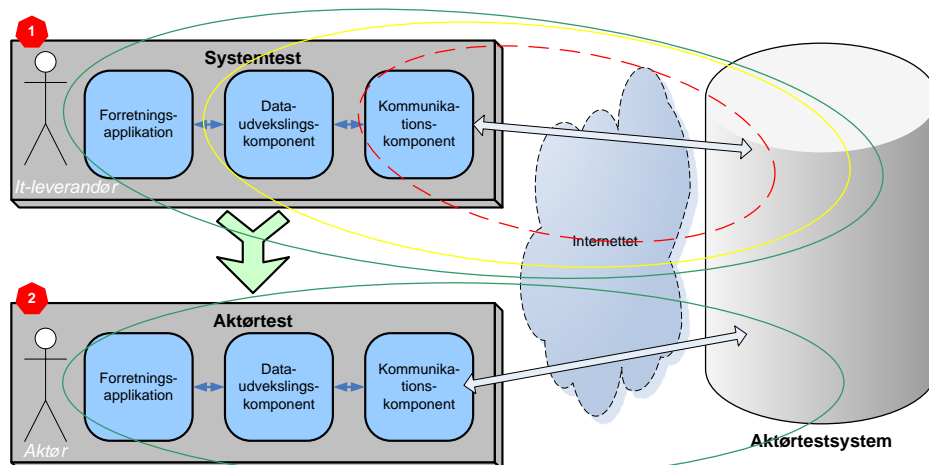 1
Systemtest
Forretnings-
applikation
Data-
udvekslings-
komponent
Kommunika-
tions-
komponent
It-leverandør
Internettet
2
Aktørtest
Forretnings-
applikation
Data-
udvekslings-
komponent
Kommunika-
tions-
komponent
Aktør
Aktørtestsystem